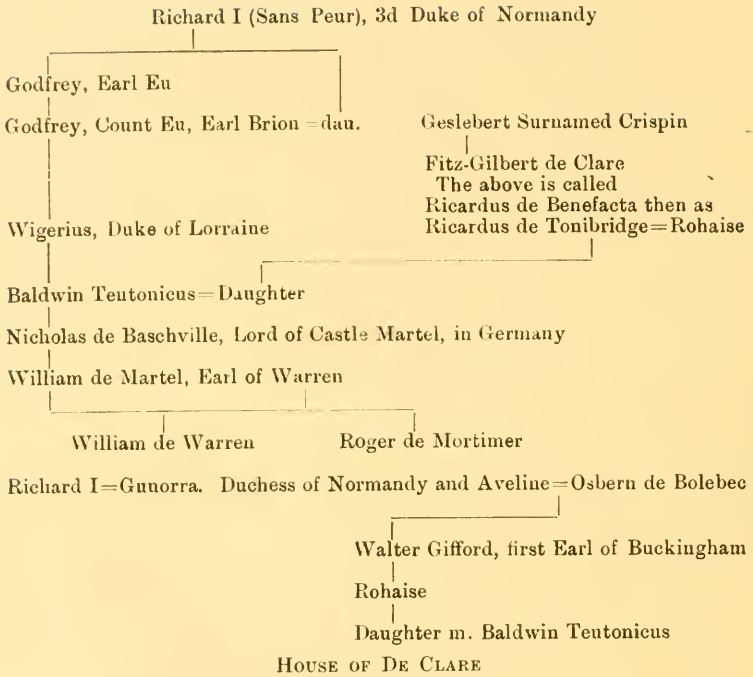 Richard I (Sans Peur), 3d Duke of Normandy
Godfrey, Earl Eu
Godfrey, Count Eu, Earl Brion = dau.
Geslebert Surnamed Crispin
Fitz-Gilbert de Clare
The above is called
Ricardus de Benefacta then as
Ricardus de Tonibridge=Rohaise
Wigerius, Duke of Lorraine
Baldwin Teutonicus=Daughter
Nicholas de Baschville, Lord of Castle Martel, in Germany
William de Martel, Earl of Warren
William de Warren Roger de Mortimer
Richard I=Gunorra. Duchess of Normandy and Aveline=Osbern de Bolebec
Walter Gifford, first Earl of Buckingham
Rohaise
Daughter m. Baldwin Teutonicus
HOUSE OF DE CLARE